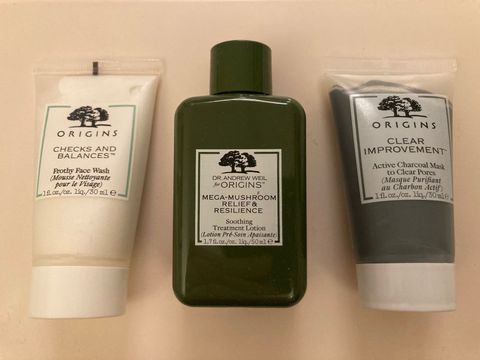 ORIGINS
CHECKS AND
BALANCES™
Frothy Face Wash
(Mousse Nettoyante
pour le Visage)
1 fl. oz. liq./30 ml ℮
DR. ANDREW WEIL
for ORIGINS™
MEGA-MUSHROOM
RELIEF &
RESILIENCE
Soothing
Treatment Lotion
(Lotion Pré-Soin Apaisante)
1.7 fl. oz. liq./50 ml ℮
ORIGINS
CLEAR
IMPROVEMENT™
Active Charcoal Mask
to Clear Pores
(Masque Purifiant
au Charbon Actif)
1 fl. oz. liq./30 ml ℮